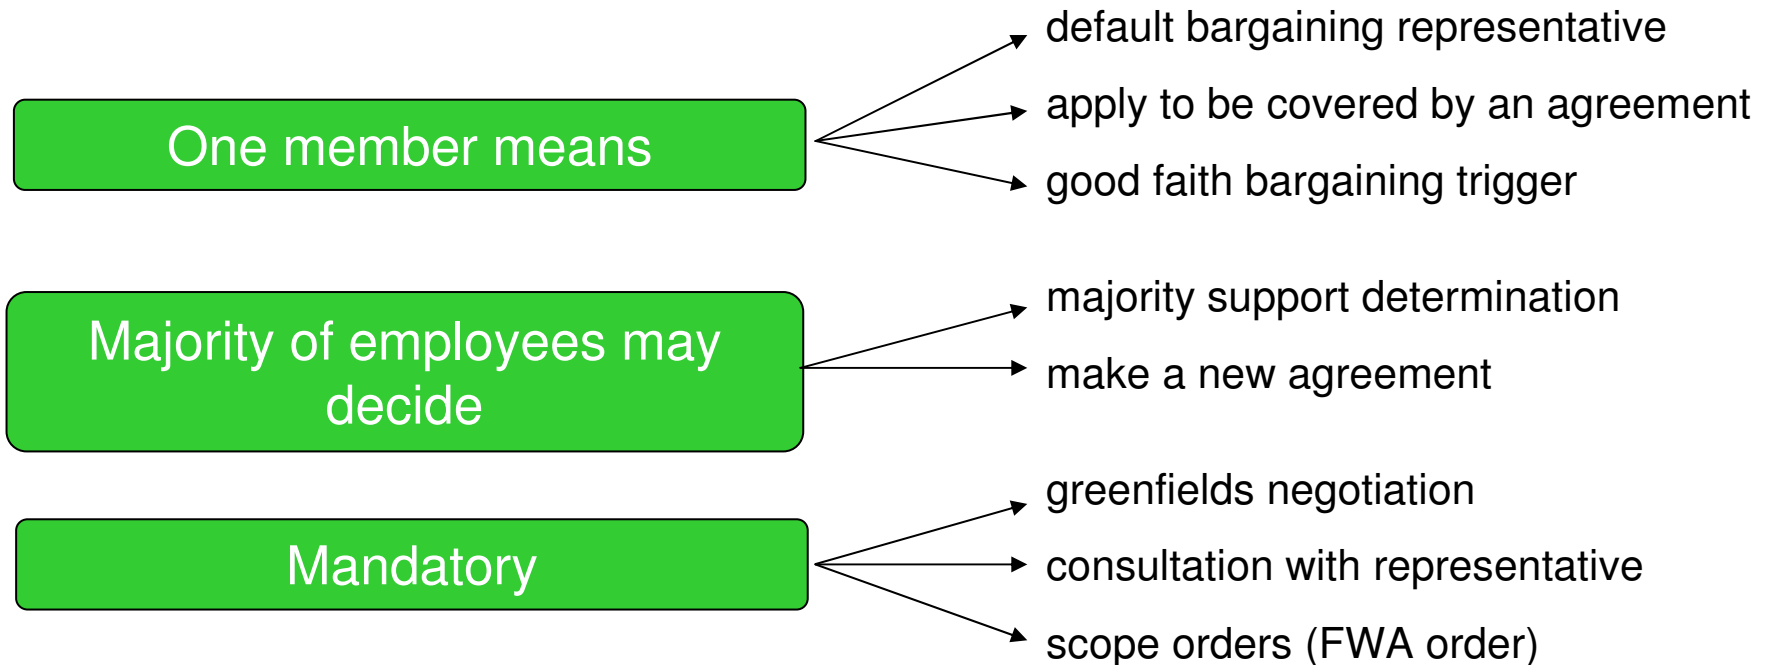 One member means
default bargaining representative
apply to be covered by an agreement
good faith bargaining trigger
Majority of employees may
decide
majority support determination
make a new agreement
Mandatory
greenfields negotiation
consultation with representative
scope orders (FWA order)